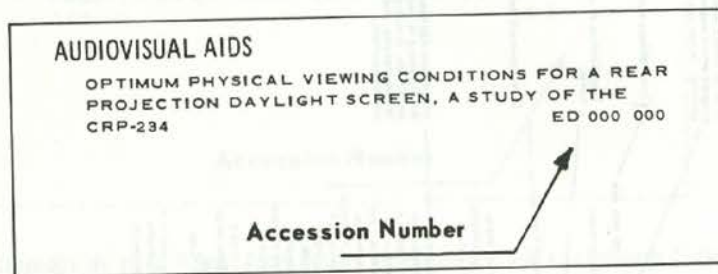 AUDIOVISUAL AIDS
OPTIMUM PHYSICAL VIEWING CONDITIONS FOR A REAR
PROJECTION DAYLIGHT SCREEN, A STUDY OF THE
CRP-234 ED 000 000
Accession Number